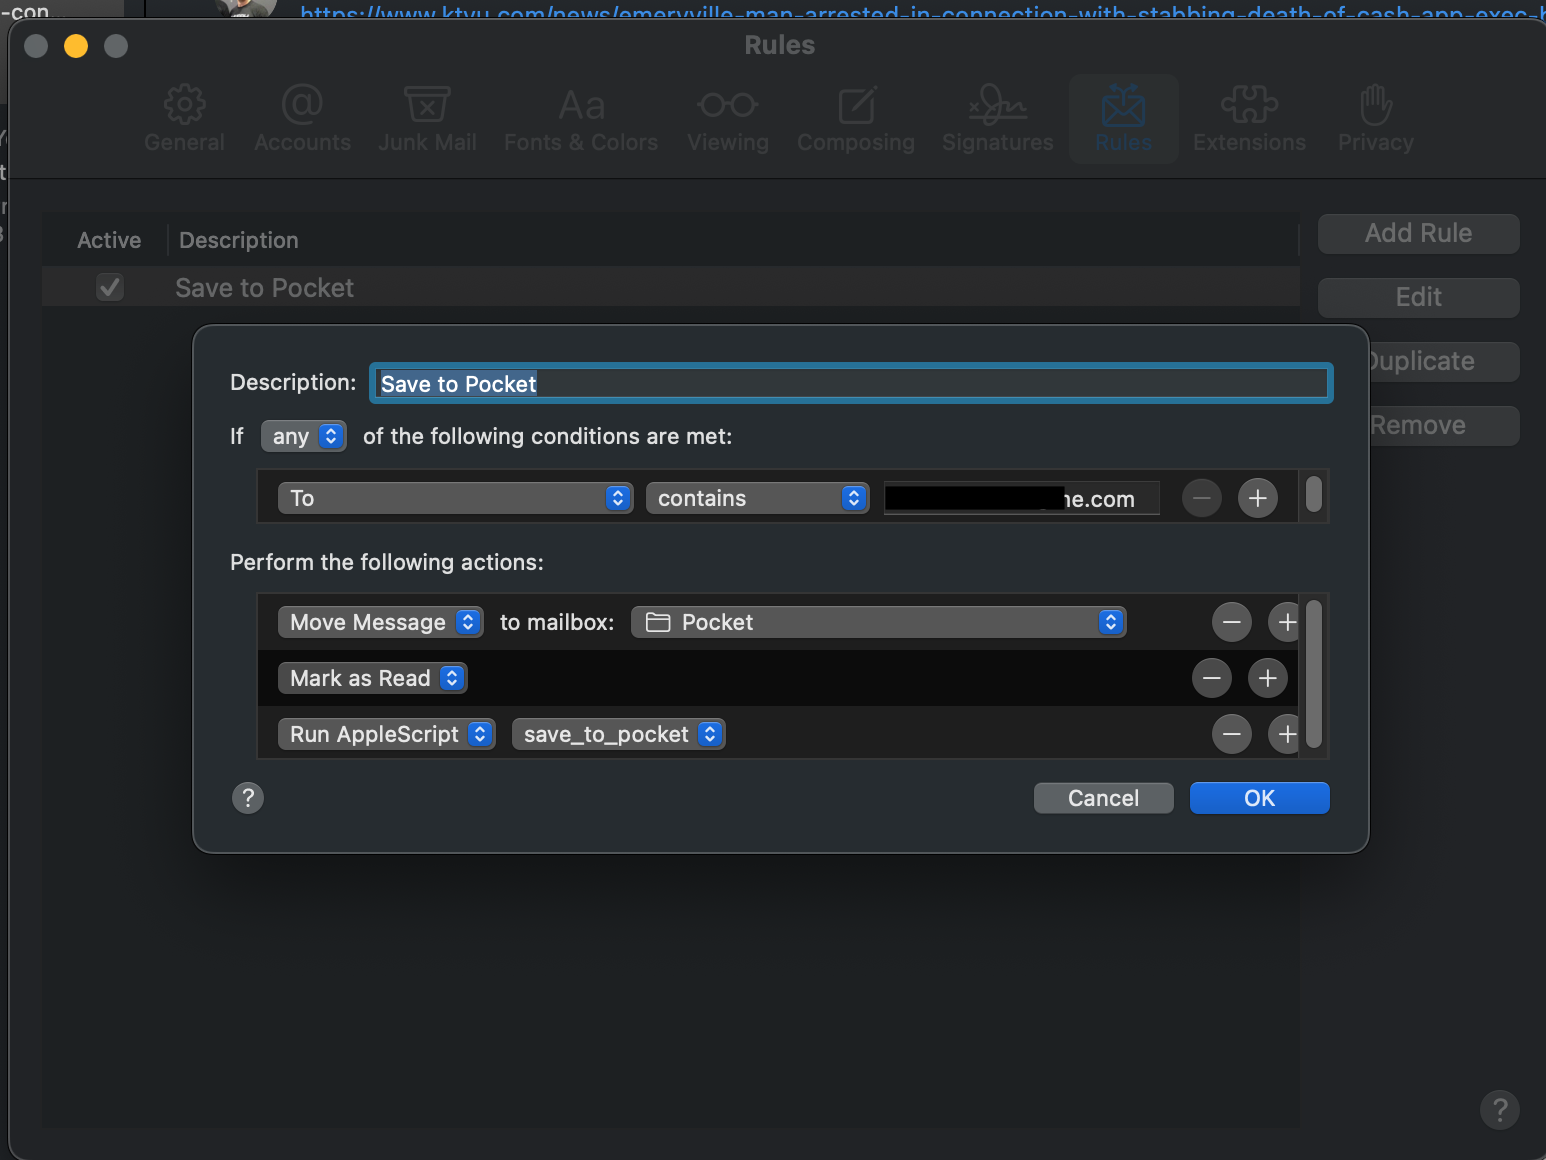 -con...
https://www.ktvu.com/news/emeryville-man-arrested-in-connection-with-stabbing-death-of-cash-app-exec-
Rules
General Accounts Junk Mail Fonts & Colors Viewing Composing Signatures Rules Extensions Privacy
Active Description
Save to Pocket
Add Rule
Edit
Duplicate
Remove
Description: Save to Pocket
If any of the following conditions are met:
To contains ne.com
Perform the following actions:
Move Message to mailbox: Pocket
Mark as Read
Run AppleScript save_to_pocket
? Cancel OK
?